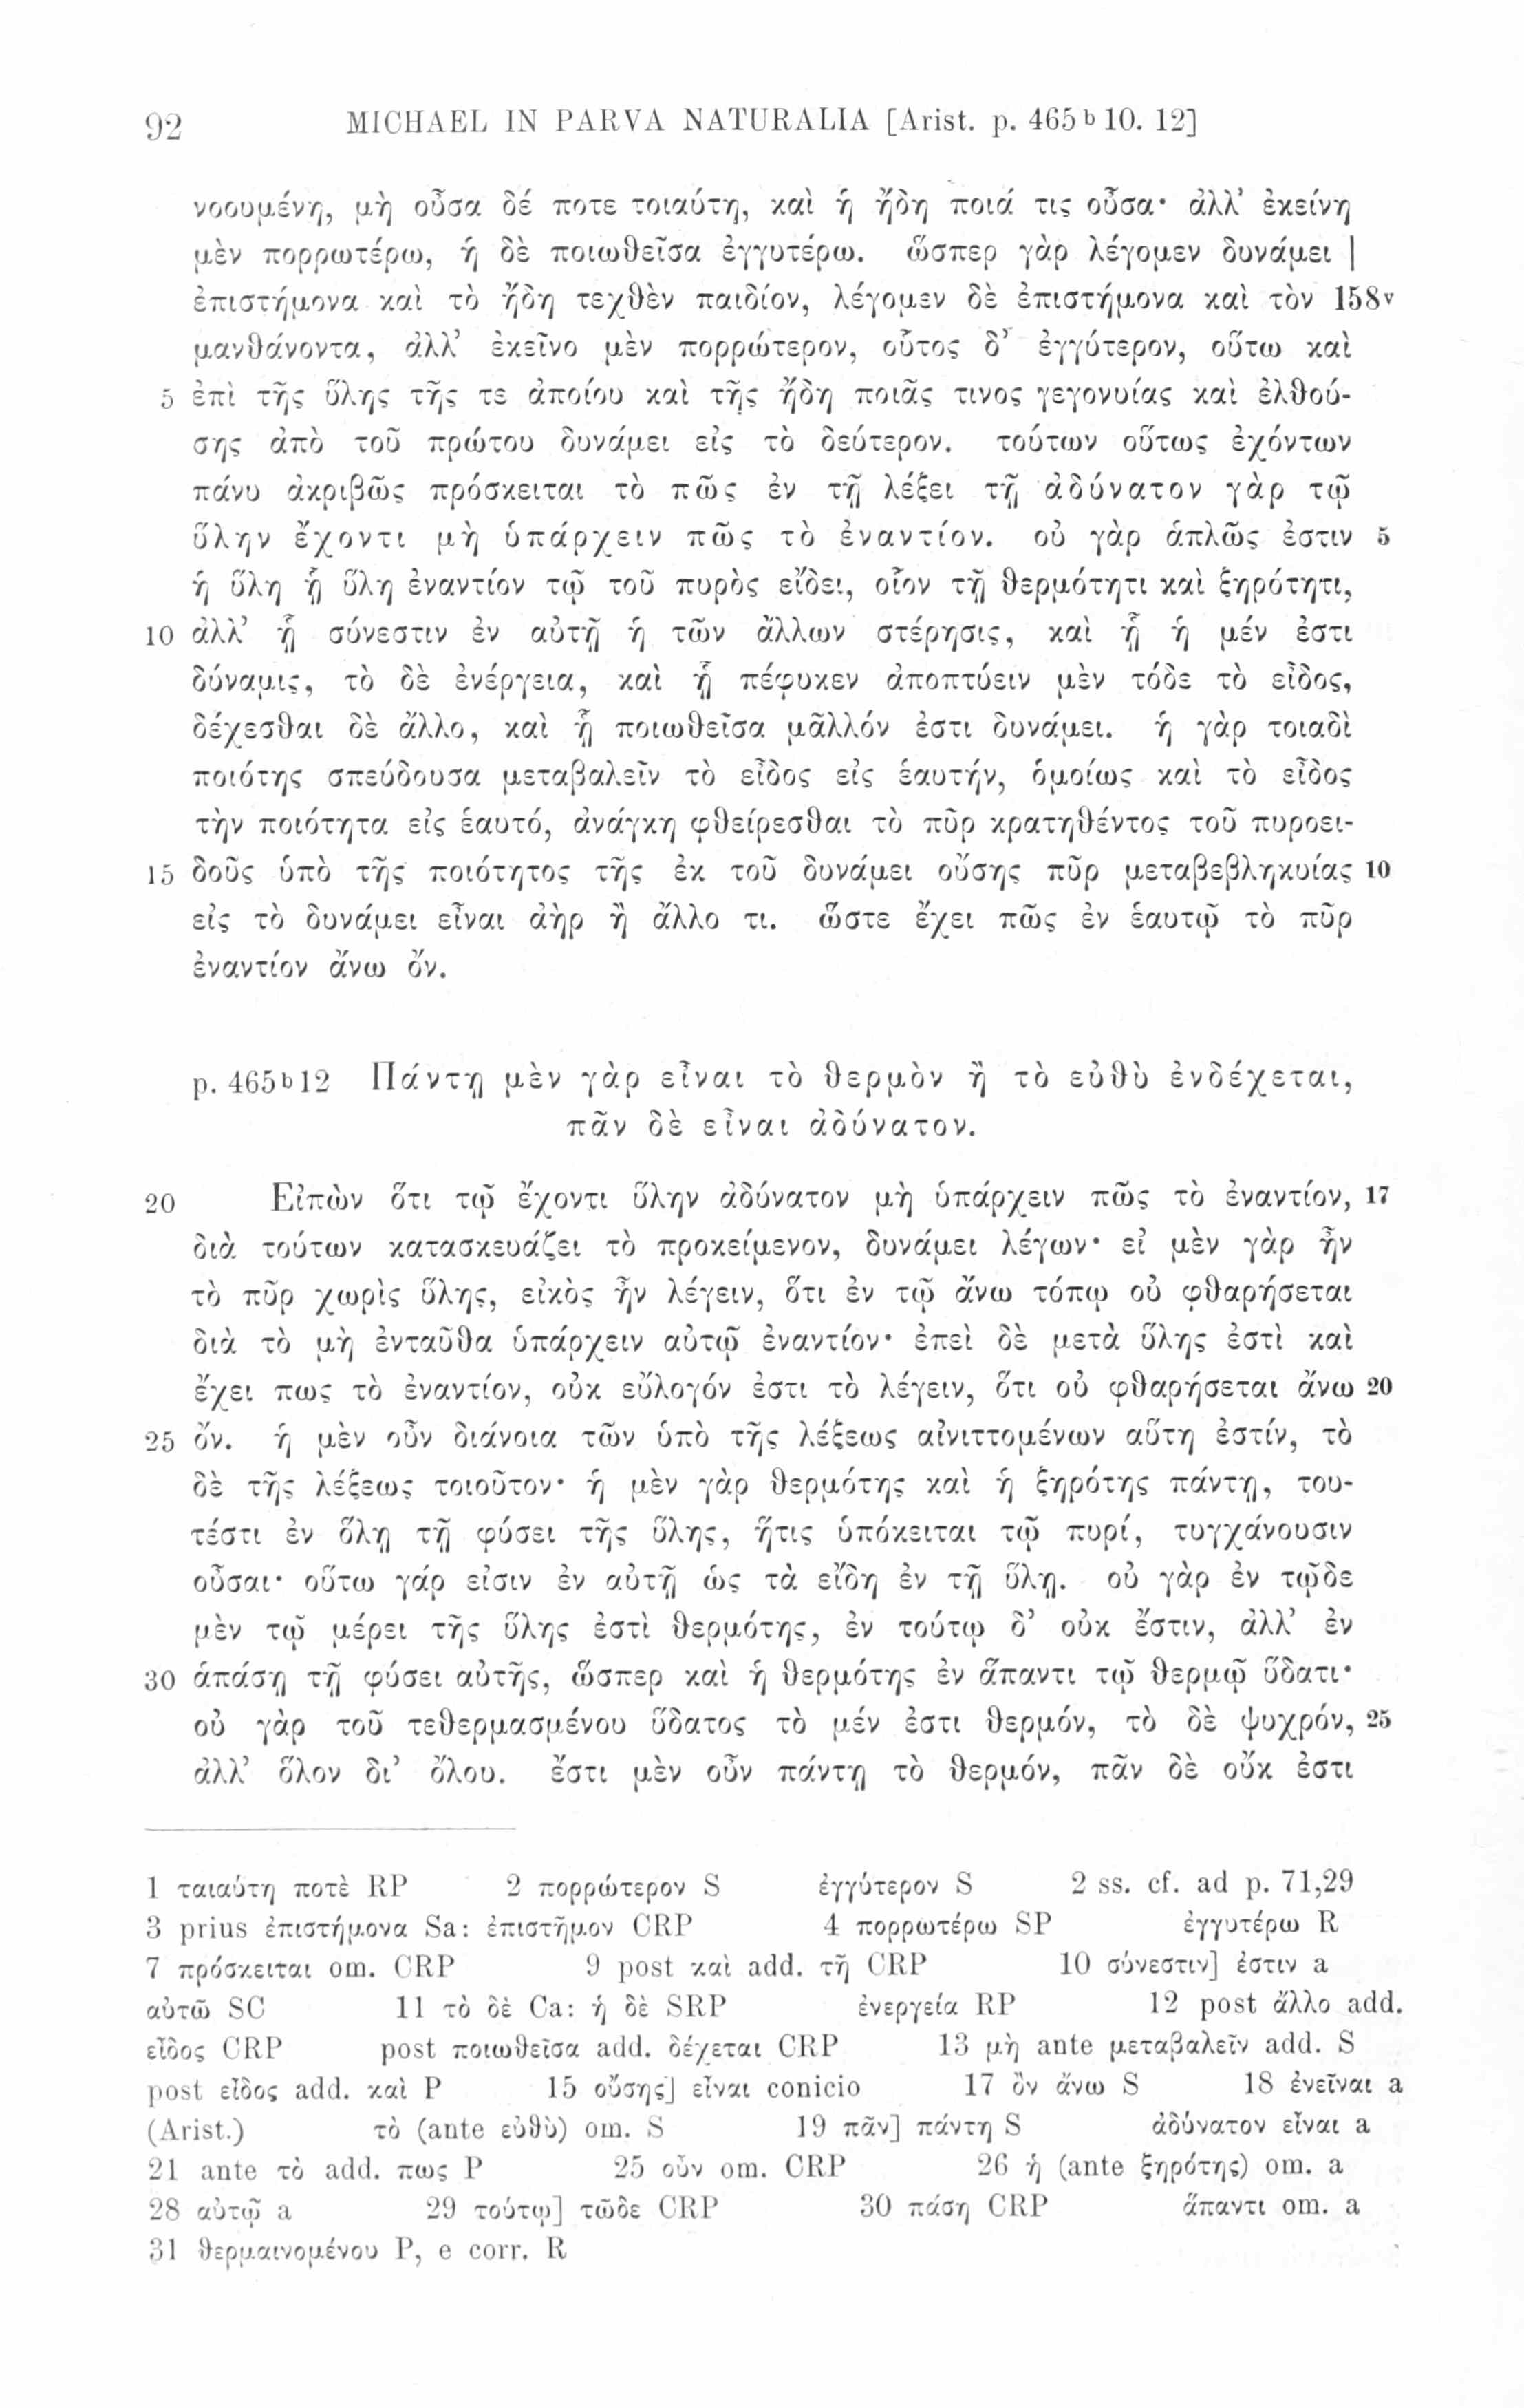 92 MICHAEL IN PARVA NATURALIA [Arist. p. 465 b 10. 12]
νοουμένη, μὴ οὖσα δέ ποτε τοιαύτη, καὶ ἡ ἤδη ποιά τις οὖσα· ἀλλ’ ἐκείνη
μὲν πορρωτέρω, ἡ δὲ ποιωθεῖσα ἐγγυτέρω. ὥσπερ γὰρ λέγομεν δυνάμει |
ἐπιστήμονα καὶ τὸ ἤδη τεχθὲν παιδίον, λέγομεν δὲ ἐπιστήμονα καὶ τὸν 158v
μανθάνοντα, ἀλλ’ ἐκεῖνο μὲν πορρώτερον, οὗτος δ’ ἐγγύτερον, οὕτω καὶ
5 ἐπὶ τῆς ὕλης τῆς τε ἀποίου καὶ τῆς ἤδη ποιᾶς τινος γεγονυίας καὶ ἐλθού-
σης ἀπὸ τοῦ πρώτου δυνάμει εἰς τὸ δεύτερον. τούτων οὕτως ἐχόντων
πάνυ ἀκριβῶς πρόσκειται τὸ πῶς ἐν τῇ λέξει τῇ ἀδύνατον γὰρ τῷ
ὕλην ἔχοντι μὴ ὑπάρχειν πῶς τὸ ἐναντίον. οὐ γὰρ ἁπλῶς ἐστιν 5
ἡ ὕλη ᾗ ὕλη ἐναντίον τῷ τοῦ πυρὸς εἴδει, οἷον τῇ θερμότητι καὶ ξηρότητι,
10 ἀλλ’ ᾗ σύνεστιν ἐν αὐτῇ ἡ τῶν ἄλλων στέρησις, καὶ ᾗ ἡ μέν ἐστι
δύναμις, τὸ δὲ ἐνέργεια, καὶ ᾗ πέφυκεν ἀποπτύειν μὲν τόδε τὸ εἶδος,
δέχεσθαι δὲ ἄλλο, καὶ ᾗ ποιωθεῖσα μᾶλλόν ἐστι δυνάμει. ἡ γὰρ τοιαδὶ
ποιότης σπεύδουσα μεταβαλεῖν τὸ εἶδος εἰς ἑαυτήν, ὁμοίως καὶ τὸ εἶδος
τὴν ποιότητα εἰς ἑαυτό, ἀνάγκη φθείρεσθαι τὸ πῦρ κρατηθέντος τοῦ πυροει-
15 δοῦς ὑπὸ τῆς ποιότητος τῆς ἐκ τοῦ δυνάμει οὔσης πῦρ μεταβεβληκυίας 10
εἰς τὸ δυνάμει εἶναι ἀὴρ ἢ ἄλλο τι. ὥστε ἔχει πῶς ἐν ἑαυτῷ τὸ πῦρ
ἐναντίον ἄνω ὄν.
p. 465b12 Πάντῃ μὲν γὰρ εἶναι τὸ θερμὸν ἢ τὸ εὐθὺ ἐνδέχεται,
πᾶν δὲ εἶναι ἀδύνατον.
20 Εἰπὼν ὅτι τῷ ἔχοντι ὕλην ἀδύνατον μὴ ὑπάρχειν πῶς τὸ ἐναντίον, 17
διὰ τούτων κατασκευάζει τὸ προκείμενον, δυνάμει λέγων· εἰ μὲν γὰρ ἦν
τὸ πῦρ χωρὶς ὕλης, εἰκὸς ἦν λέγειν, ὅτι ἐν τῷ ἄνω τόπῳ οὐ φθαρήσεται
διὰ τὸ μὴ ἐνταῦθα ὑπάρχειν αὐτῷ ἐναντίον· ἐπεὶ δὲ μετὰ ὕλης ἐστὶ καὶ
ἔχει πως τὸ ἐναντίον, οὐκ εὔλογόν ἐστι τὸ λέγειν, ὅτι οὐ φθαρήσεται ἄνω 20
25 ὄν. ἡ μὲν οὖν διάνοια τῶν ὑπὸ τῆς λέξεως αἰνιττομένων αὕτη ἐστίν, τὸ
δὲ τῆς λέξεως τοιοῦτον· ἡ μὲν γὰρ θερμότης καὶ ἡ ξηρότης πάντῃ, του-
τέστι ἐν ὅλῃ τῇ φύσει τῆς ὕλης, ἥτις ὑπόκειται τῷ πυρί, τυγχάνουσιν
οὖσαι· οὕτω γάρ εἰσιν ἐν αὐτῇ ὡς τὰ εἴδη ἐν τῇ ὕλῃ. οὐ γὰρ ἐν τῷδε
μὲν τῷ μέρει τῆς ὕλης ἐστὶ θερμότης, ἐν τούτῳ δ’ οὐκ ἔστιν, ἀλλ’ ἐν
30 ἁπάσῃ τῇ φύσει αὐτῆς, ὥσπερ καὶ ἡ θερμότης ἐν ἅπαντι τῷ θερμῷ ὕδατι·
οὐ γὰρ τοῦ τεθερμασμένου ὕδατος τὸ μέν ἐστι θερμόν, τὸ δὲ ψυχρόν, 25
ἀλλ’ ὅλον δι’ ὅλου. ἔστι μὲν οὖν πάντῃ τὸ θερμόν, πᾶν δὲ οὔκ ἐστι
1 ταιαύτη ποτὲ RP 2 πορρώτερον S ἐγγύτερον S 2 ss. cf. ad p. 71,29
3 prius ἐπιστήμονα Sa: ἐπιστῆμον CRP 4 πορρωτέρω SP ἐγγυτέρω R
7 πρόσκειται om. CRP 9 post καὶ add. τῇ CRP 10 σύνεστιν] ἐστιν a
αὐτῶ SC 11 τὸ δὲ Ca: ἡ δὲ SRP ἐνεργεία RP 12 post ἄλλο add.
εἶδος CRP post ποιωθεῖσα add. δέχεται CRP 13 μὴ ante μεταβαλεῖν add. S
post εἶδος add. καὶ P 15 οὔσης] εἶναι conicio 17 ὂν ἄνω S 18 ἐνεῖναι a
(Arist.) τὸ (ante εὐθὺ) om. S 19 πᾶν] πάντη S ἀδύνατον εἶναι a
21 ante τὸ add. πως P 25 οὖν om. CRP 26 ἡ (ante ξηρότης) om. a
28 αὐτῷ a 29 τούτῳ] τῶδε CRP 30 πάσῃ CRP ἅπαντι om. a
31 θερμαινομένου P, e corr. R